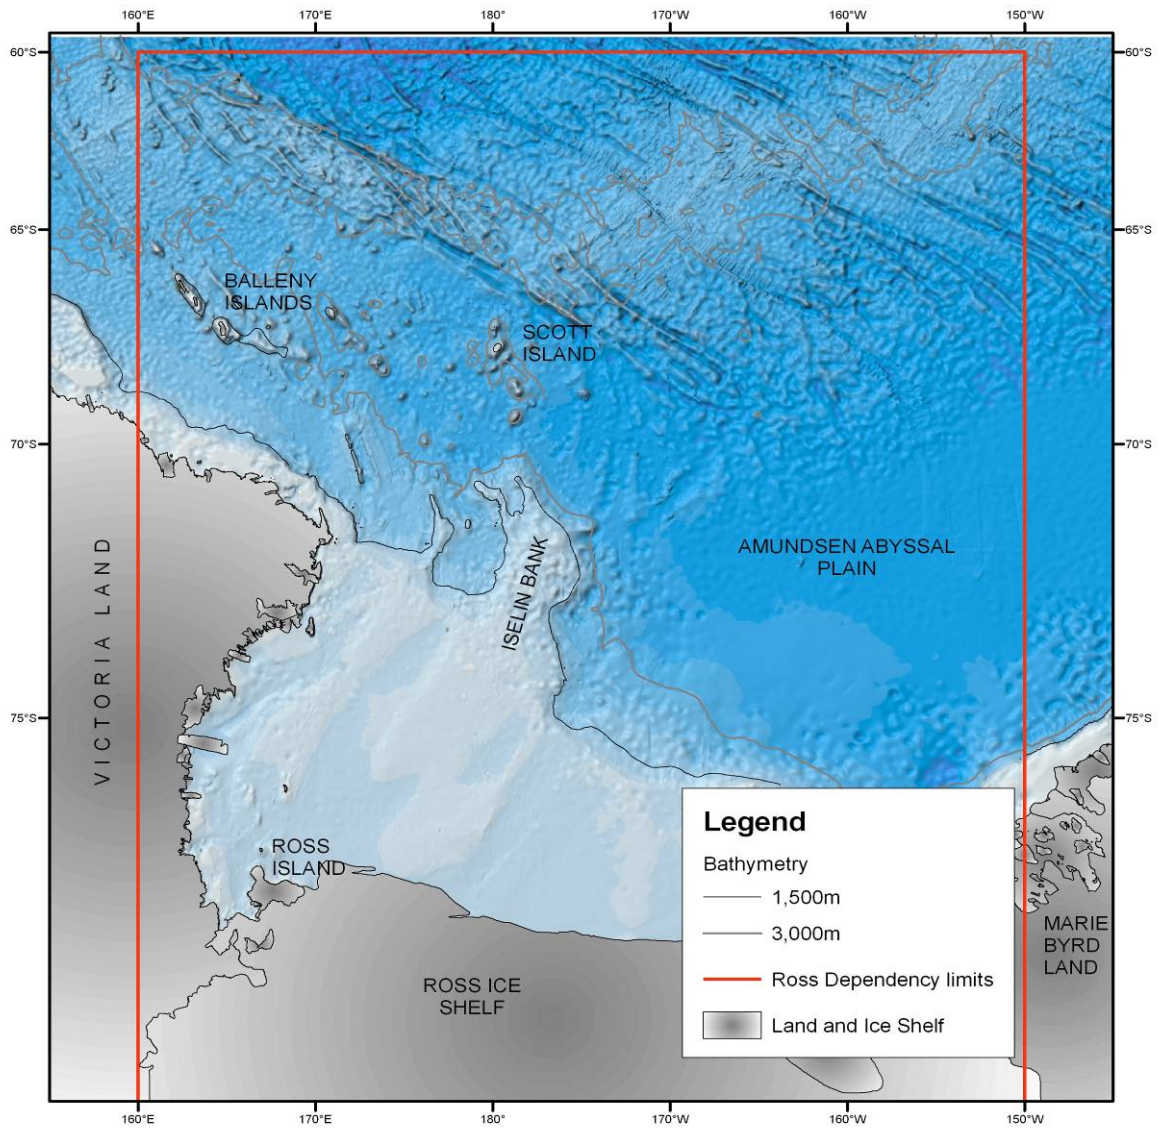 160°E 170°E 180° 170°W 160°W 150°W
60°S 60°S
65°S 65°S
BALLENY
ISLANDS
SCOTT
ISLAND
70°S 70°S
AMUNDSEN ABYSSAL
PLAIN
ISELIN BANK
VICTORIA LAND
75°S 75°S
ROSS
ISLAND
ROSS ICE
SHELF
Legend
Bathymetry
1,500m
3,000m
Ross Dependency limits
Land and Ice Shelf
MARIE
BYRD
LAND
160°E 170°E 180° 170°W 160°W 150°W